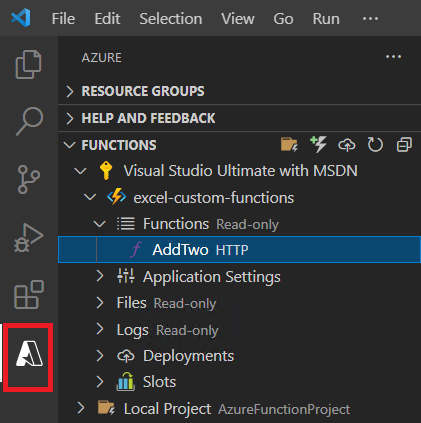 File Edit Selection View Go Run ···
AZURE ···
RESOURCE GROUPS
HELP AND FEEDBACK
FUNCTIONS
Visual Studio Ultimate with MSDN
excel-custom-functions
Functions Read-only
AddTwo HTTP
Application Settings
Files Read-only
Logs Read-only
Deployments
Slots
Local Project AzureFunctionProject